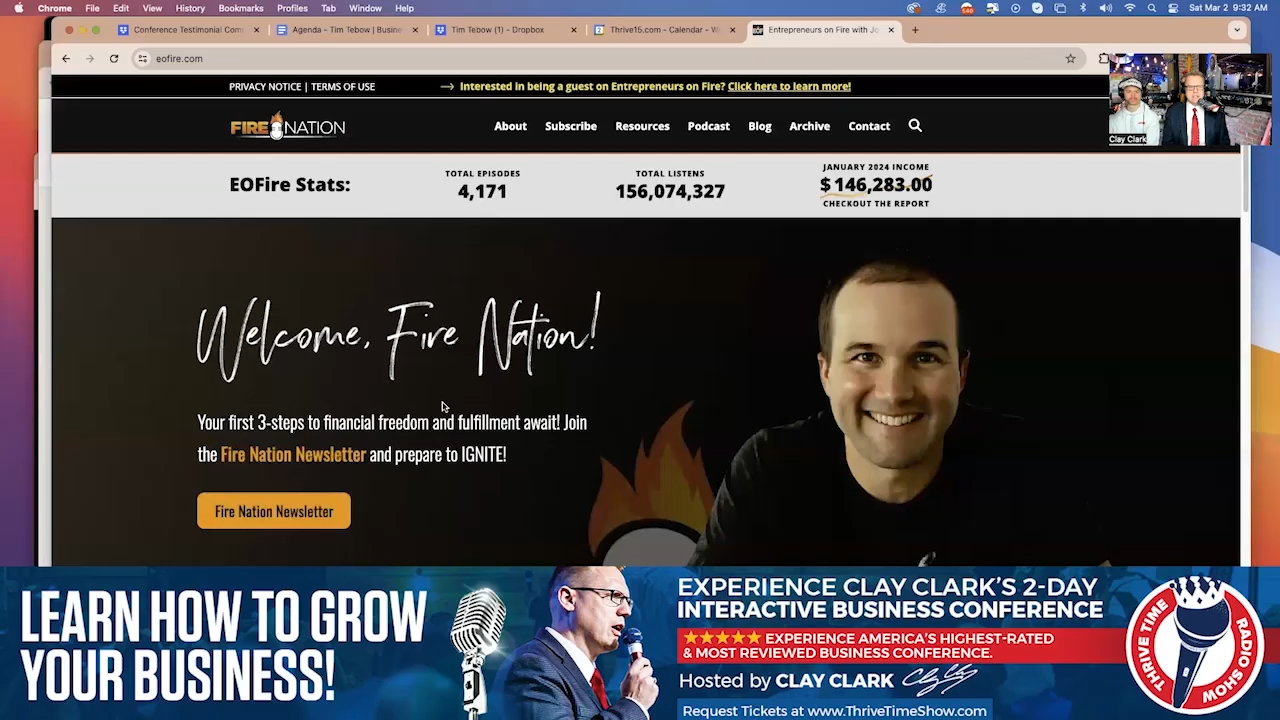 Chrome File Edit View History Bookmarks Profiles Tab Window Help
Sat Mar 2 9:32 AM
Conference Testimonial Com
Agenda - Tim Tebow | Busine
Tim Tebow (1) - Dropbox
Thrive15.com - Calendar - W
Entrepreneurs on Fire with Jo
eofire.com
PRIVACY NOTICE | TERMS OF USE
Interested in being a guest on Entrepreneurs on Fire? Click here to learn more!
FIRE NATION
About Subscribe Resources Podcast Blog Archive Contact
Clay Clark
EOFire Stats:
TOTAL EPISODES
4,171
TOTAL LISTENS
156,074,327
JANUARY 2024 INCOME
$146,283.00
CHECKOUT THE REPORT
Welcome, Fire Nation!
Your first 3-steps to financial freedom and fulfillment await! Join
the Fire Nation Newsletter and prepare to IGNITE!
Fire Nation Newsletter
LEARN HOW TO GROW
YOUR BUSINESS!
EXPERIENCE CLAY CLARK'S 2-DAY
INTERACTIVE BUSINESS CONFERENCE
EXPERIENCE AMERICA'S HIGHEST-RATED
& MOST REVIEWED BUSINESS CONFERENCE.
Hosted by CLAY CLARK
Request Tickets at www.ThriveTimeShow.com
THRIVE TIME
RADIO SHOW